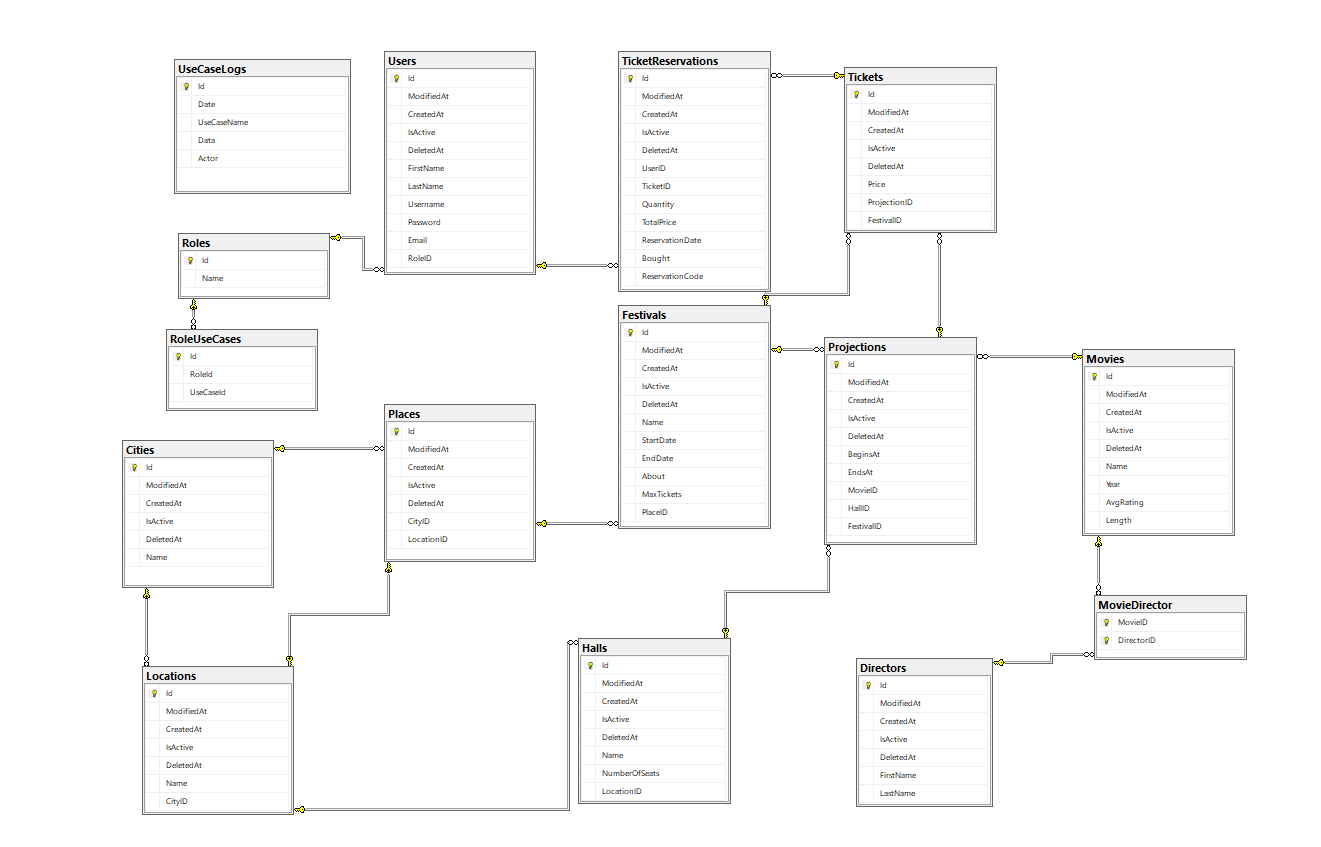 UseCaseLogs
Id
Date
UseCaseName
Data
Actor
Users
Id
ModifiedAt
CreatedAt
IsActive
DeletedAt
FirstName
LastName
Username
Password
Email
RoleID
TicketReservations
Id
ModifiedAt
CreatedAt
IsActive
DeletedAt
UserID
TicketID
Quantity
TotalPrice
ReservationDate
Bought
ReservationCode
Tickets
Id
ModifiedAt
CreatedAt
IsActive
DeletedAt
Price
ProjectionID
FestivalID
Roles
Id
Name
RoleUseCases
Id
RoleId
UseCaseId
Festivals
Id
ModifiedAt
CreatedAt
IsActive
DeletedAt
Name
StartDate
EndDate
About
MaxTickets
PlaceID
Projections
Id
ModifiedAt
CreatedAt
IsActive
DeletedAt
BeginsAt
EndsAt
MovieID
HallID
FestivalID
Movies
Id
ModifiedAt
CreatedAt
IsActive
DeletedAt
Name
Year
AvgRating
Length
Places
Id
ModifiedAt
CreatedAt
IsActive
DeletedAt
CityID
LocationID
Cities
Id
ModifiedAt
CreatedAt
IsActive
DeletedAt
Name
MovieDirector
MovieID
DirectorID
Halls
Id
ModifiedAt
CreatedAt
IsActive
DeletedAt
Name
NumberOfSeats
LocationID
Directors
Id
ModifiedAt
CreatedAt
IsActive
DeletedAt
FirstName
LastName
Locations
Id
ModifiedAt
CreatedAt
IsActive
DeletedAt
Name
CityID